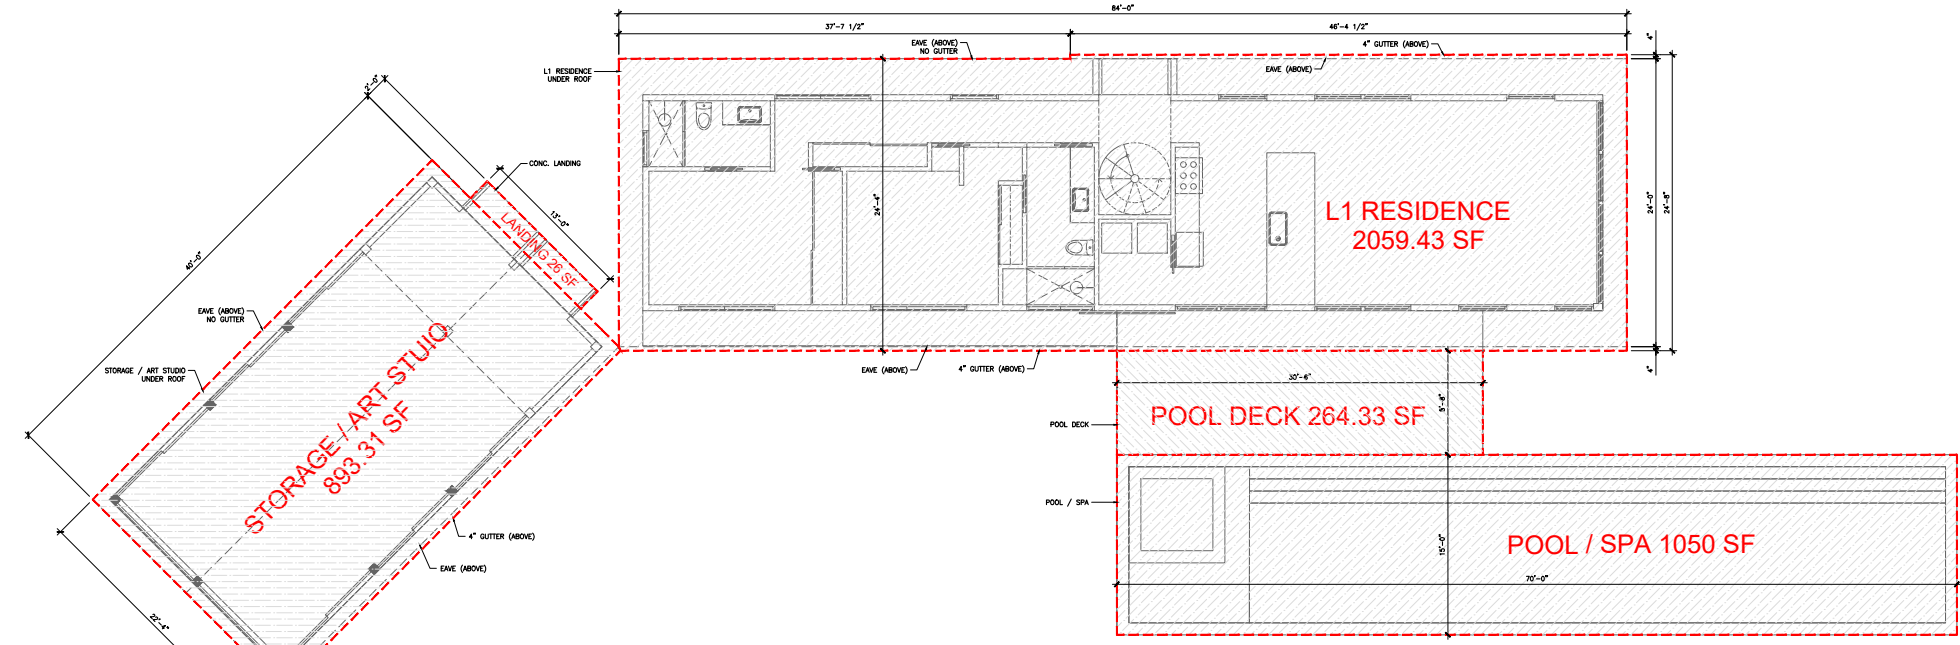 84'-0"
37'-7 1/2"
46'-4 1/2"
EAVE (ABOVE)
NO GUTTER
4" GUTTER (ABOVE)
4"
L1 RESIDENCE
UNDER ROOF
EAVE (ABOVE)
2'-0"
CONC. LANDING
13'-0"
LANDING 26 SF
24'-4"
L1 RESIDENCE
2059.43 SF
24'-0"
24'-8"
40'-0"
EAVE (ABOVE)
NO GUTTER
STORAGE / ART STUDIO
UNDER ROOF
STORAGE / ART STUIO
893.31 SF
EAVE (ABOVE)
4" GUTTER (ABOVE)
4"
30'-6"
POOL DECK 264.33 SF
POOL DECK
POOL / SPA
4" GUTTER (ABOVE)
EAVE (ABOVE)
POOL / SPA 1050 SF
15'-0"
70'-0"
22'-4"